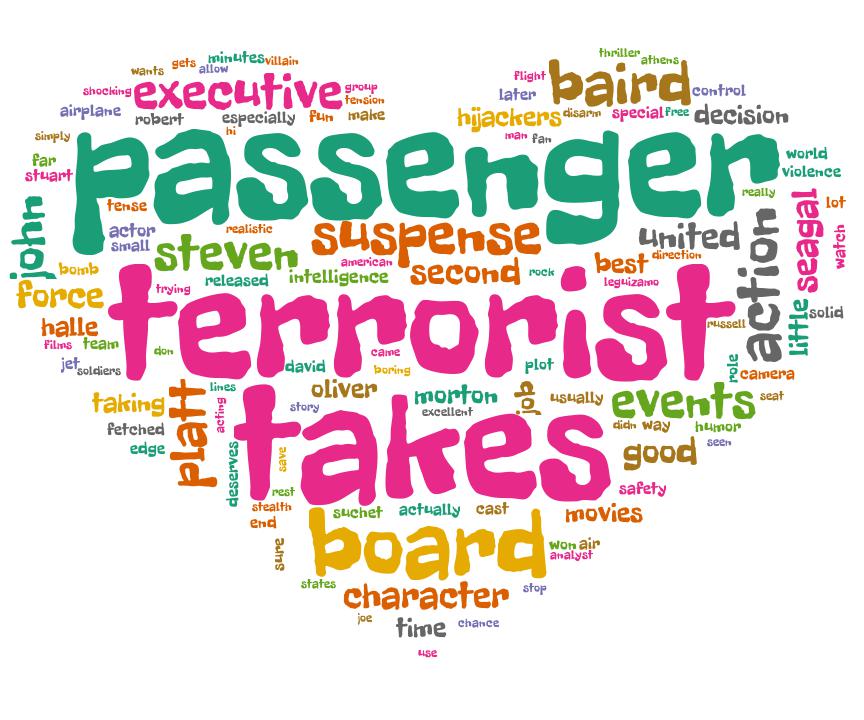 thriller
athens
minutes
villain
gets
allow
wants
flight
baird
shocking
executive
group
tension
later
control
airplane
robert
especially
fun
make
hijackers
disarm
special
free
decision
hi
man
fan
simply
passenger
world
far
violence
stuart
really
tense
john
actor
small
realistic
suspense
united
lot
seagal
watch
action
steven
american
direction
bomb
released
intelligence
second
rock
best
leguizamo
trying
force
terrorist
little
solid
halle
russell
films
team
don
came
jet
soldiers
david
boring
plot
role
camera
platt
lines
oliver
morton
job
usually
events
seat
taking
story
excellent
acting
takes
didn
way
humor
fetched
edge
deserves
save
good
seen
rest
safety
stealth
suchet
actually
cast
movies
end
board
sure
won
air
analyst
states
character
stop
joe
time
chance
use